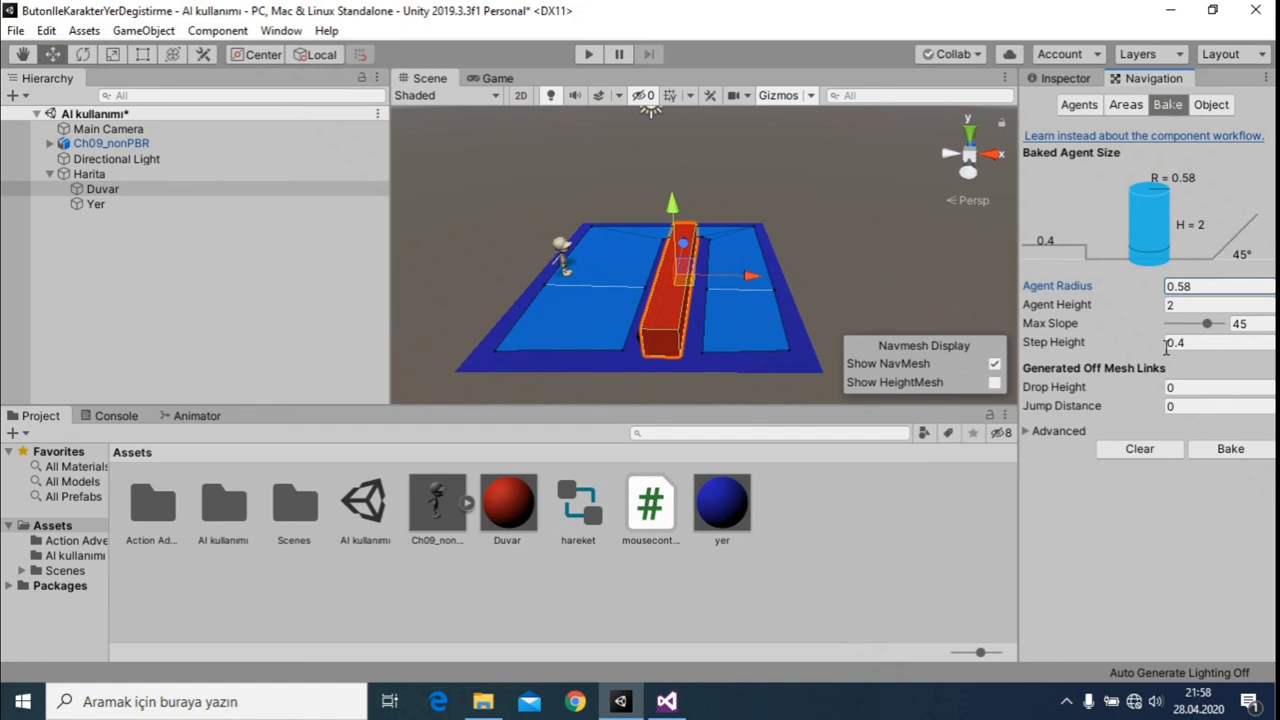 ButonlleKarakterYerDegistirme - AI kullanımı - PC, Mac & Linux Standalone - Unity 2019.3.3f1 Personal* <DX11>
File Edit Assets GameObject Component Window Help
Center Local Collab Account Layers Layout
Hierarchy
All
AI kullanımı*
Main Camera
Ch09_nonPBR
Directional Light
Harita
Duvar
Yer
Scene Game
Shaded 2D 0 Gizmos All
y
x
Persp
Navmesh Display
Show NavMesh
Show HeightMesh
Inspector Navigation
Agents Areas Bake Object
Learn instead about the component workflow.
Baked Agent Size
R = 0.58
H = 2
0.4
45°
Agent Radius 0.58
Agent Height 2
Max Slope 45
Step Height 0.4
Generated Off Mesh Links
Drop Height 0
Jump Distance 0
Advanced
Clear Bake
Project Console Animator
8
Favorites
All Materials
All Models
All Prefabs
Assets
Action Adve
AI kullanımı
Scenes
Packages
Assets
Action Ad... AI kullanımı Scenes AI kullanımı Ch09_non... Duvar hareket mousecont... yer
Auto Generate Lighting Off
Aramak için buraya yazın
21:58
28.04.2020
1